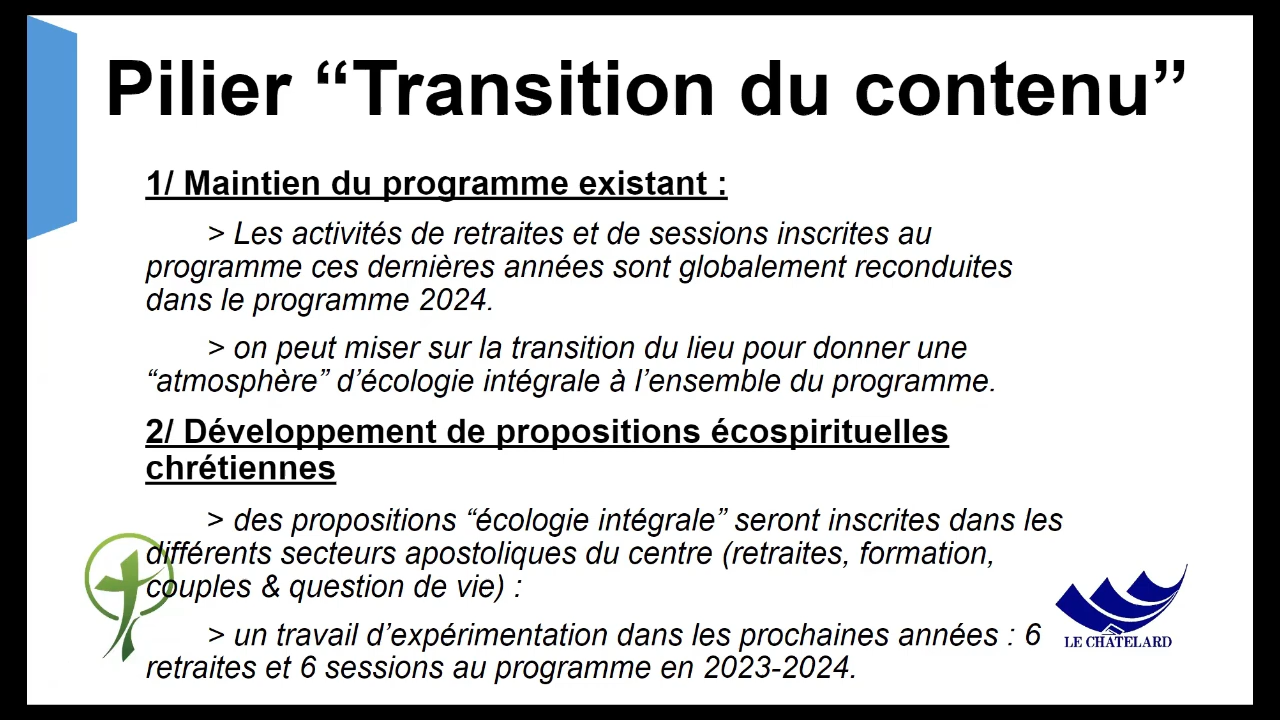 Pilier “Transition du contenu”
1/ Maintien du programme existant :
> Les activités de retraites et de sessions inscrites au
programme ces dernières années sont globalement reconduites
dans le programme 2024.
> on peut miser sur la transition du lieu pour donner une
“atmosphère” d’écologie intégrale à l’ensemble du programme.
2/ Développement de propositions écospirituelles
chrétiennes
> des propositions “écologie intégrale” seront inscrites dans les
différents secteurs apostoliques du centre (retraites, formation,
couples & question de vie) :
> un travail d’expérimentation dans les prochaines années : 6
retraites et 6 sessions au programme en 2023-2024.
LE CHÂTELARD